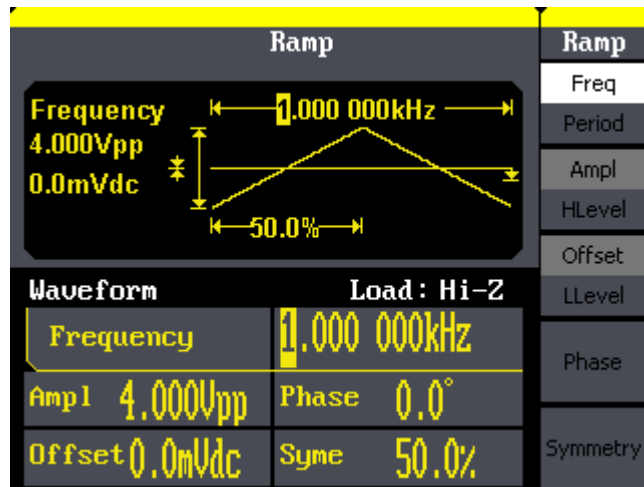 Ramp
Frequency 1.000 000kHz
4.000Vpp
0.0mVdc
50.0%
Waveform Load: Hi-Z
Frequency 1.000 000kHz
Ampl 4.000Vpp Phase 0.0°
Offset 0.0mVdc Syme 50.0%
Ramp
Freq
Period
Ampl
HLevel
Offset
LLevel
Phase
Symmetry